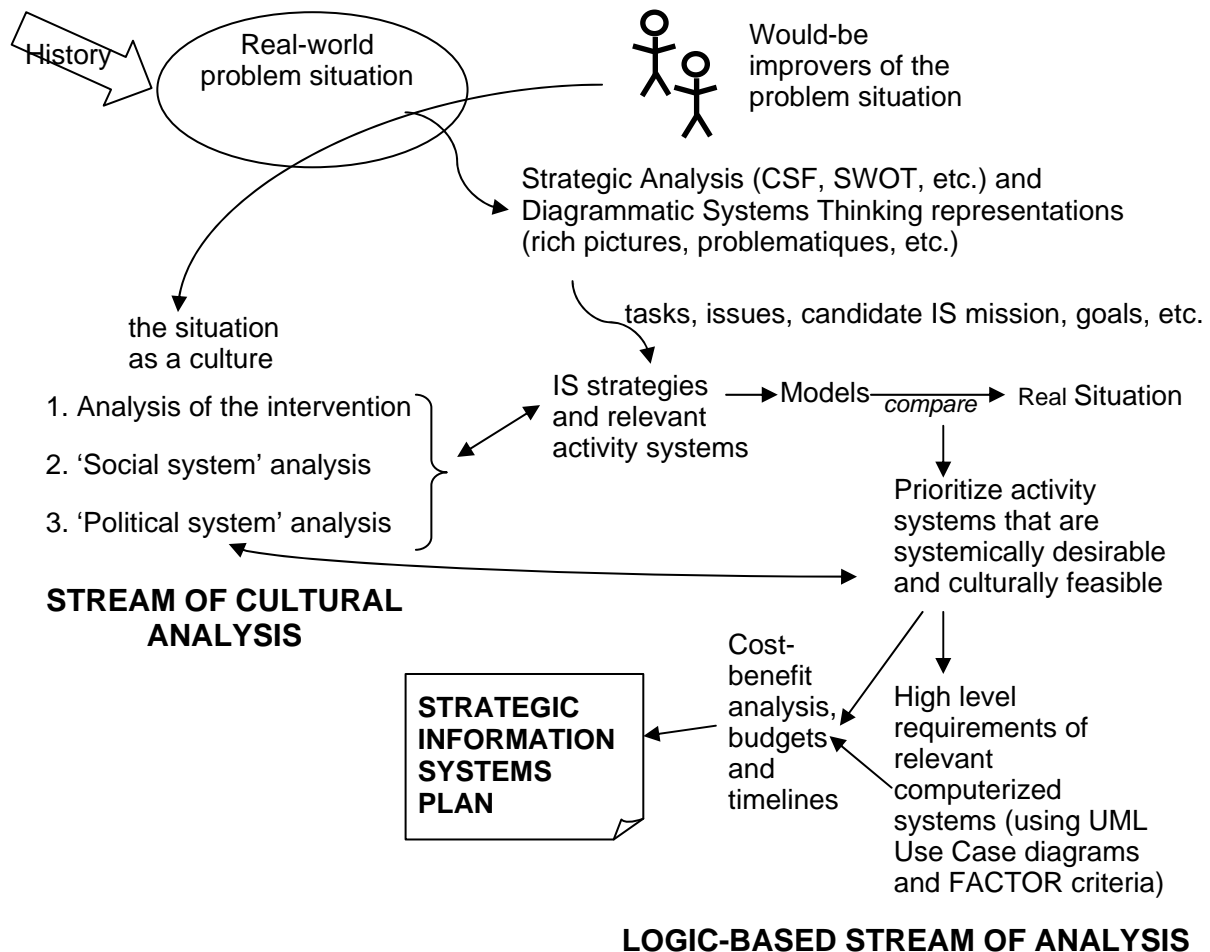 History
Real-world
problem situation
Would-be
improvers of the
problem situation
Strategic Analysis (CSF, SWOT, etc.) and
Diagrammatic Systems Thinking representations
(rich pictures, problematiques, etc.)
tasks, issues, candidate IS mission, goals, etc.
the situation
as a culture
1. Analysis of the intervention
2. ‘Social system’ analysis
3. ‘Political system’ analysis
STREAM OF CULTURAL
ANALYSIS
IS strategies
and relevant
activity systems
Models
compare
Real Situation
Prioritize activity
systems that are
systemically desirable
and culturally feasible
High level
requirements of
relevant
computerized
systems (using UML
Use Case diagrams
and FACTOR criteria)
Cost-
benefit
analysis,
budgets
and
timelines
STRATEGIC
INFORMATION
SYSTEMS
PLAN
LOGIC-BASED STREAM OF ANALYSIS